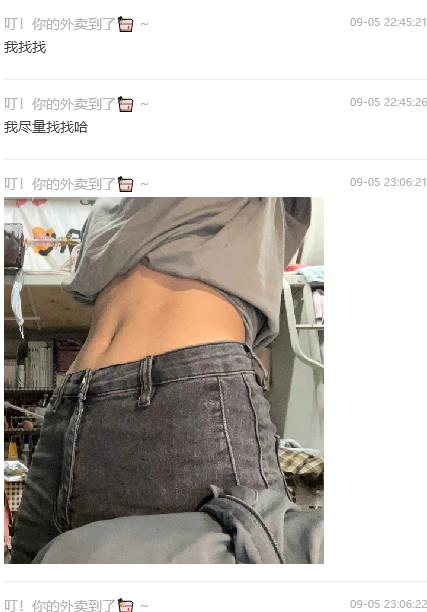 叮！你的外卖到了🥡 ~ 09-05 22:45:21
我找找
叮！你的外卖到了🥡 ~ 09-05 22:45:26
我尽量找找哈
叮！你的外卖到了🥡 ~ 09-05 23:06:21
叮！你的外卖到了🥡 ~ 09-05 23:06:22